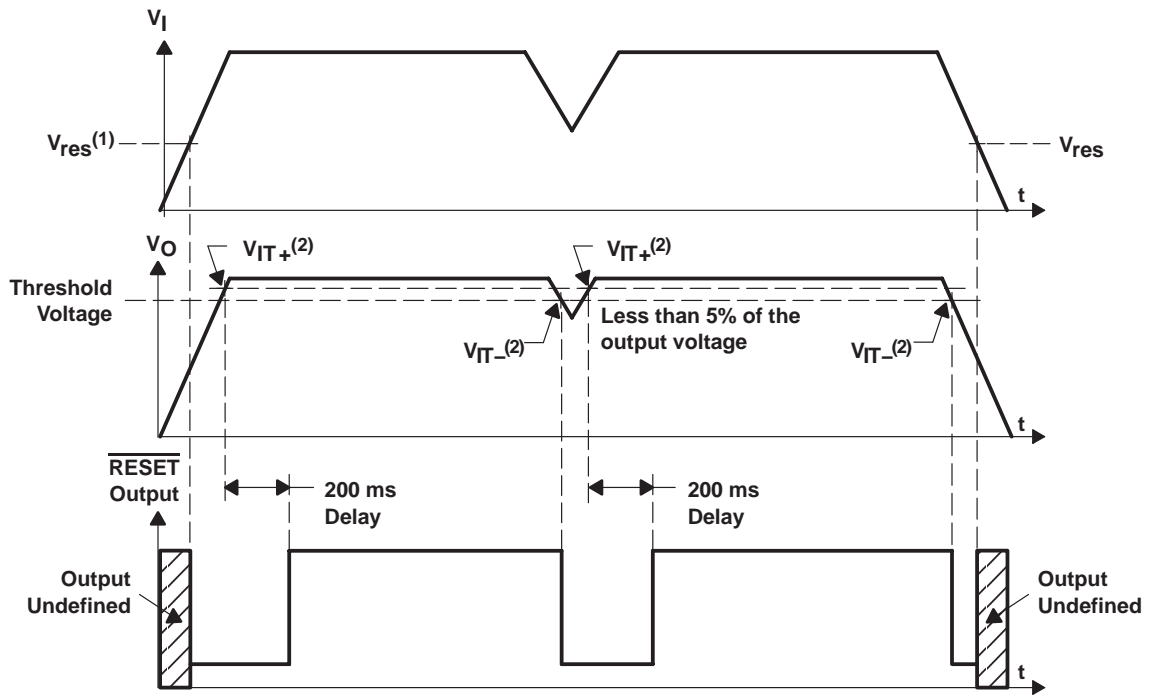 VI
Vres(1)
Vres
t
VO
VIT+(2)
VIT+(2)
Threshold
Voltage
Less than 5% of the
output voltage
VIT–(2)
VIT–(2)
t
RESET
Output
200 ms
Delay
200 ms
Delay
Output
Undefined
Output
Undefined
t